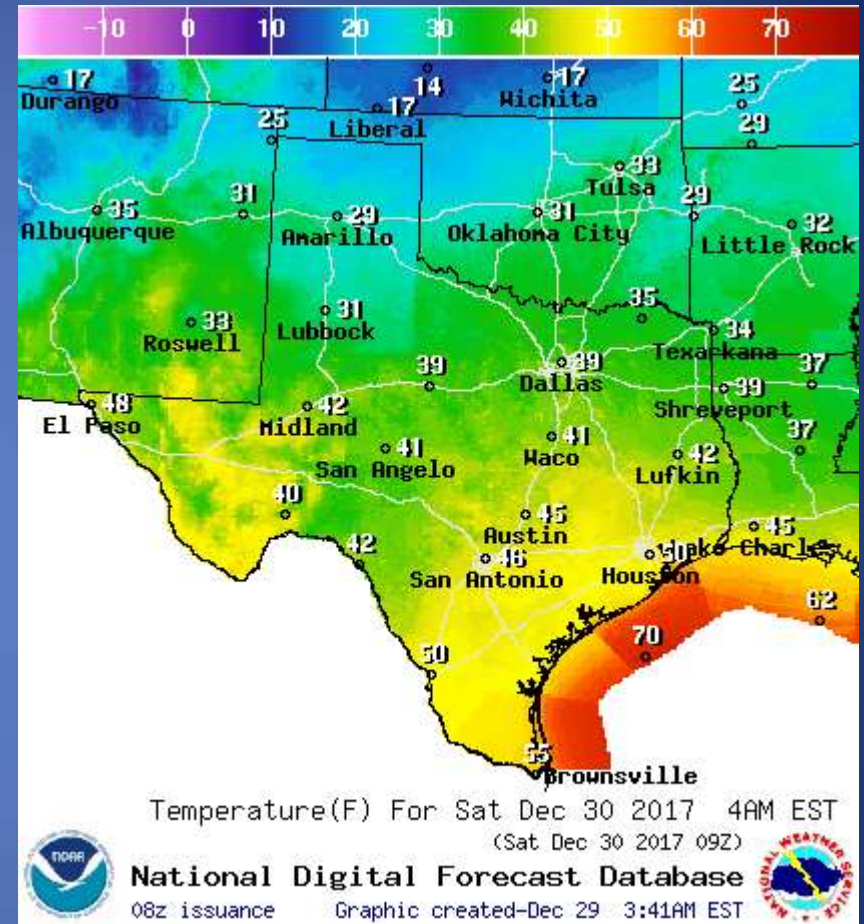 -10 0 10 20 30 40 50 60 70
17 14 17
Durango Wichita
17 25
Liberal
25 29
33
Tulsa
35 31 29 31 29 32
Albuquerque Amarillo Oklahoma City Little Rock
33 31 35 34
Roswell Lubbock Texarkana
39 39 39 37
Dallas
48 42 Shreveport
El Paso Midland
41 41 42 37
San Angelo Waco Lufkin
40 45 45
Austin
42 46 50 Lake Charles
San Antonio Houston
62
70
50
55
Brownsville
Temperature(F) For Sat Dec 30 2017 4AM EST
(Sat Dec 30 2017 09Z)
NOAA
NATIONAL WEATHER SERVICE
National Digital Forecast Database
08z issuance Graphic created-Dec 29 3:41AM EST